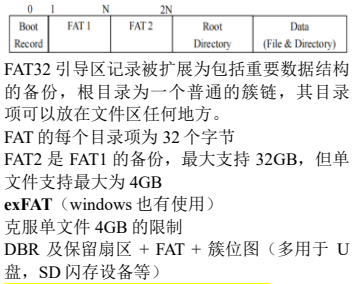 0 1 N 2N
Boot Record FAT 1 FAT 2 Root Directory Data (File & Directory)
FAT32 引导区记录被扩展为包括重要数据结构
的备份，根目录为一个普通的簇链，其目录
项可以放在文件区任何地方。
FAT 的每个目录项为 32 个字节
FAT2 是 FAT1 的备份，最大支持 32GB，但单
文件支持最大为 4GB
exFAT（windows 也有使用）
克服单文件 4GB 的限制
DBR 及保留扇区 + FAT + 簇位图（多用于 U
盘，SD 闪存设备等）